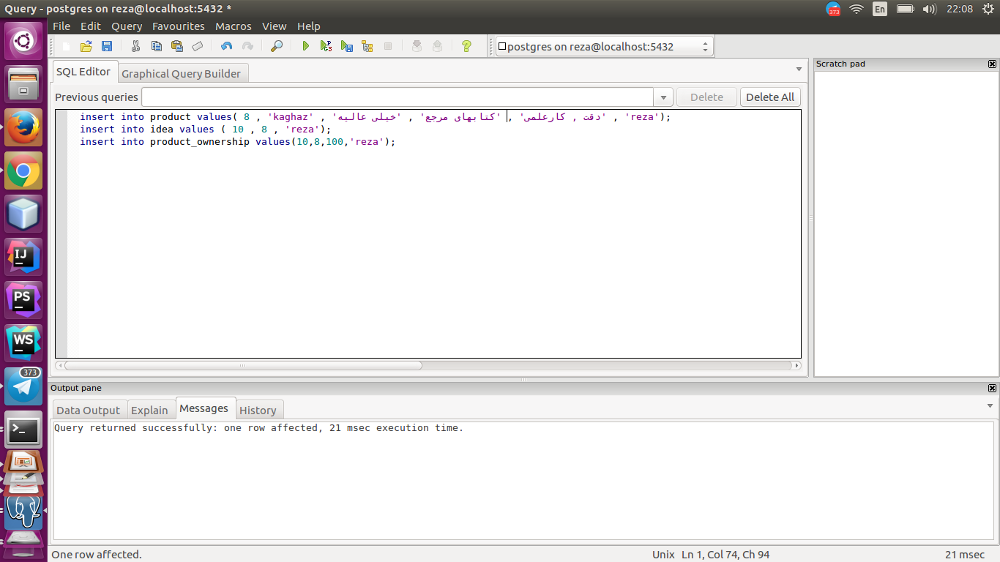 Query - postgres on reza@localhost:5432 *
373
En
22:08
File Edit Query Favourites Macros View Help
postgres on reza@localhost:5432
SQL Editor
Graphical Query Builder
Scratch pad
Previous queries
Delete
Delete All
insert into product values( 8 , 'kaghaz' , 'خیلی عالیه' , 'کتابهای مرجع' , 'دقت , کارعلمی' , 'reza');
insert into idea values ( 10 , 8 , 'reza');
insert into product_ownership values(10,8,100,'reza');
IJ
PS
WS
373
Output pane
Data Output
Explain
Messages
History
Query returned successfully: one row affected, 21 msec execution time.
One row affected.
Unix
Ln 1, Col 74, Ch 94
21 msec